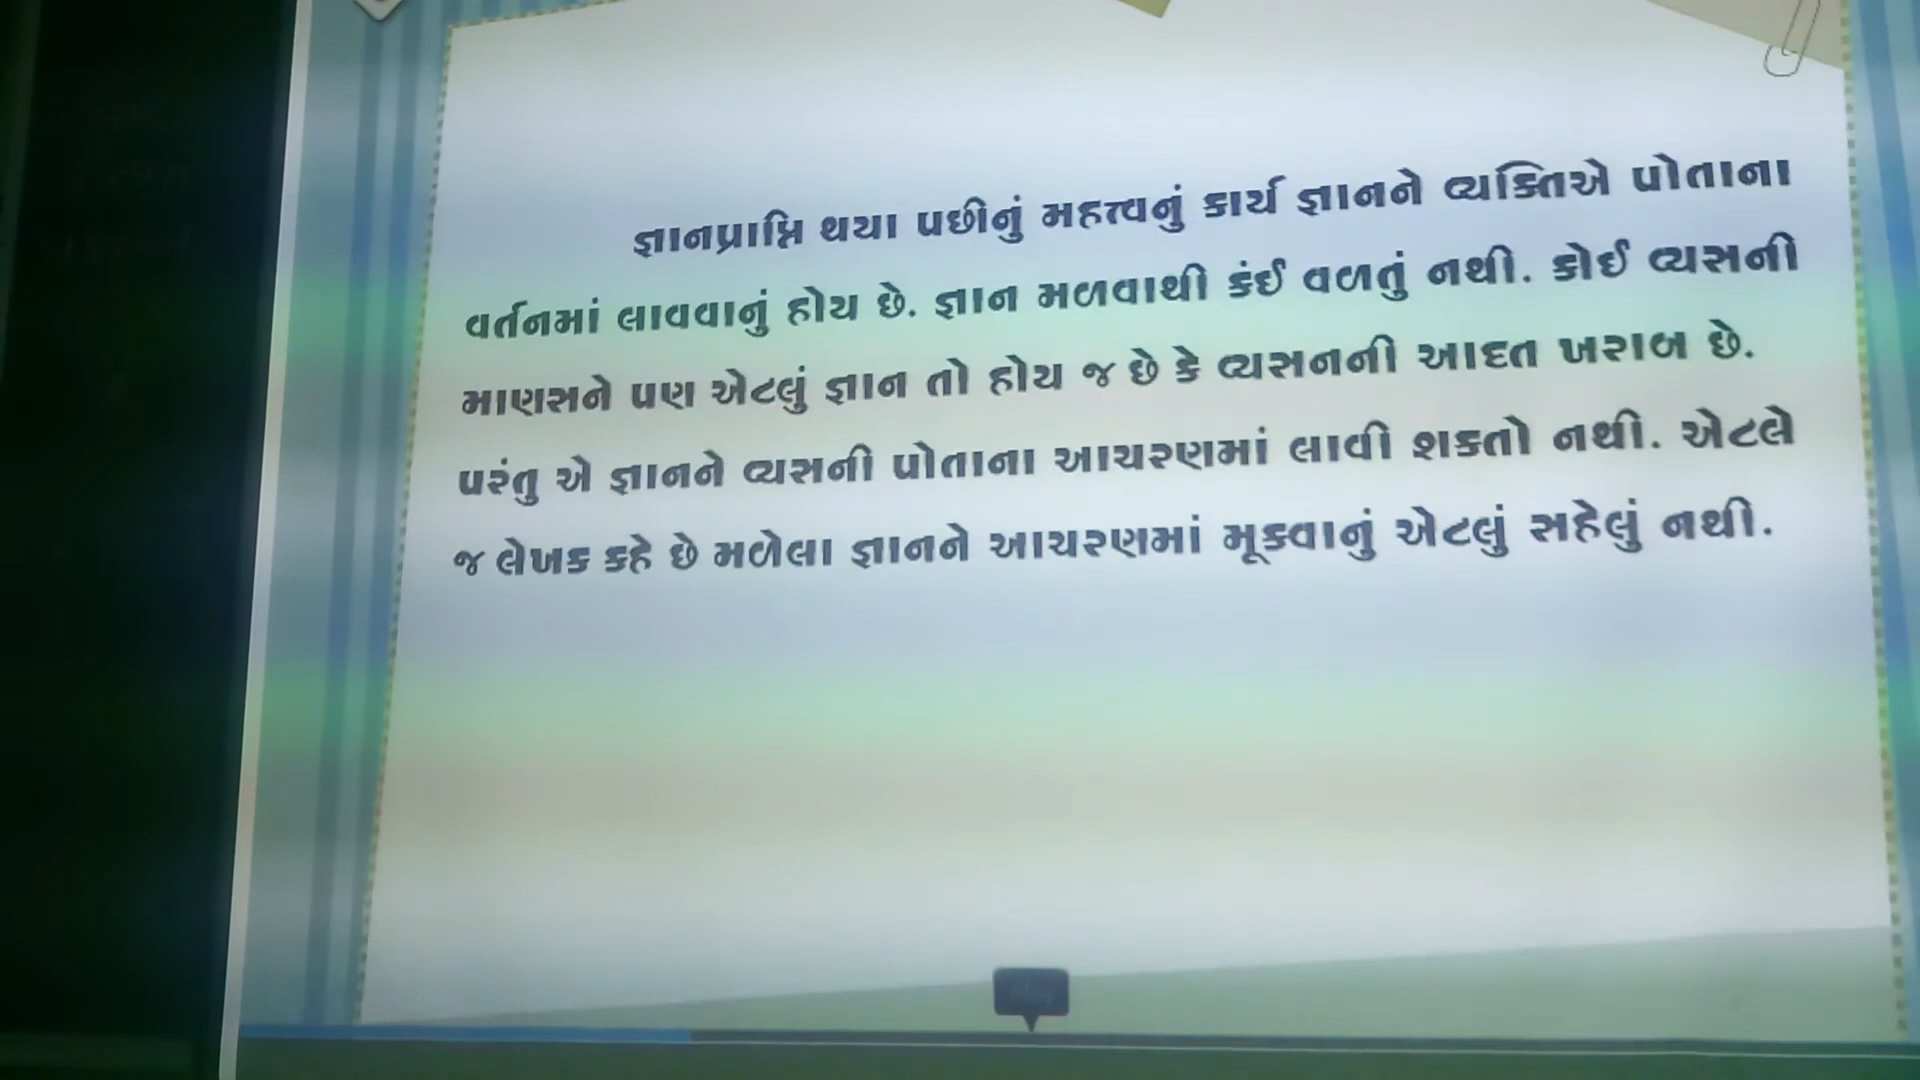 જ્ઞાનપ્રાપ્તિ થયા પછીનું મહત્ત્વનું કાર્ય જ્ઞાનને વ્યક્તિએ પોતાના
વર્તનમાં લાવવાનું હોય છે. જ્ઞાન મળવાથી કંઈ વળતું નથી. કોઈ વ્યસની
માણસને પણ એટલું જ્ઞાન તો હોય જ છે કે વ્યસનની આદત ખરાબ છે.
પરંતુ એ જ્ઞાનને વ્યસની પોતાના આચરણમાં લાવી શકતો નથી. એટલે
જ લેખક કહે છે મળેલા જ્ઞાનને આચરણમાં મૂકવાનું એટલું સહેલું નથી.